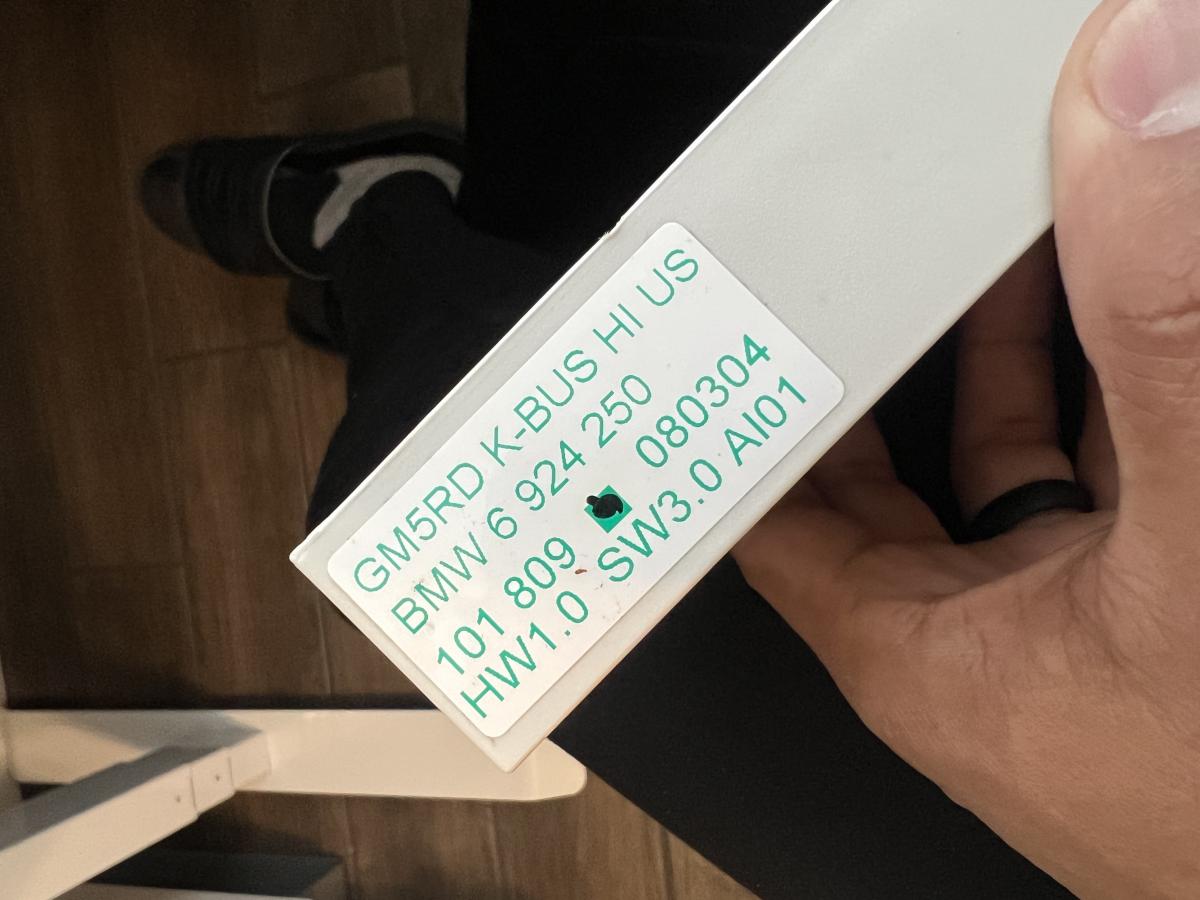 GM5RD K-BUS HI US
BMW 6 924 250
101 809 080304
HW1.0 SW3.0 AI01